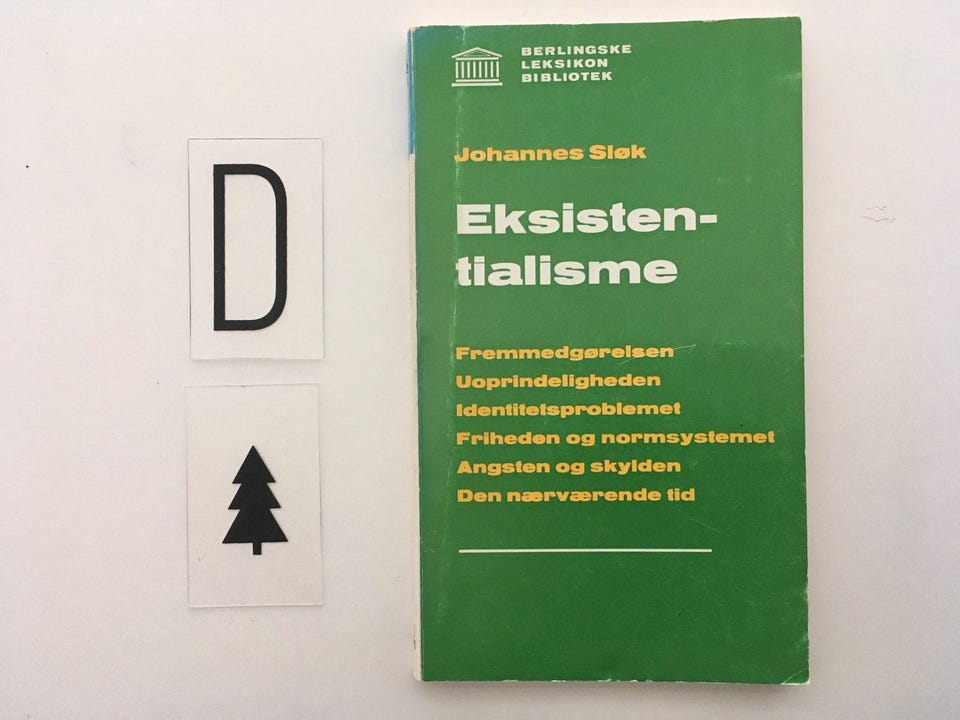 D
BERLINGSKE
LEKSIKON
BIBLIOTEK
Johannes Sløk
Eksisten-
tialisme
Fremmedgørelsen
Uoprindeligheden
Identitetsproblemet
Friheden og normsystemet
Angsten og skylden
Den nærværende tid